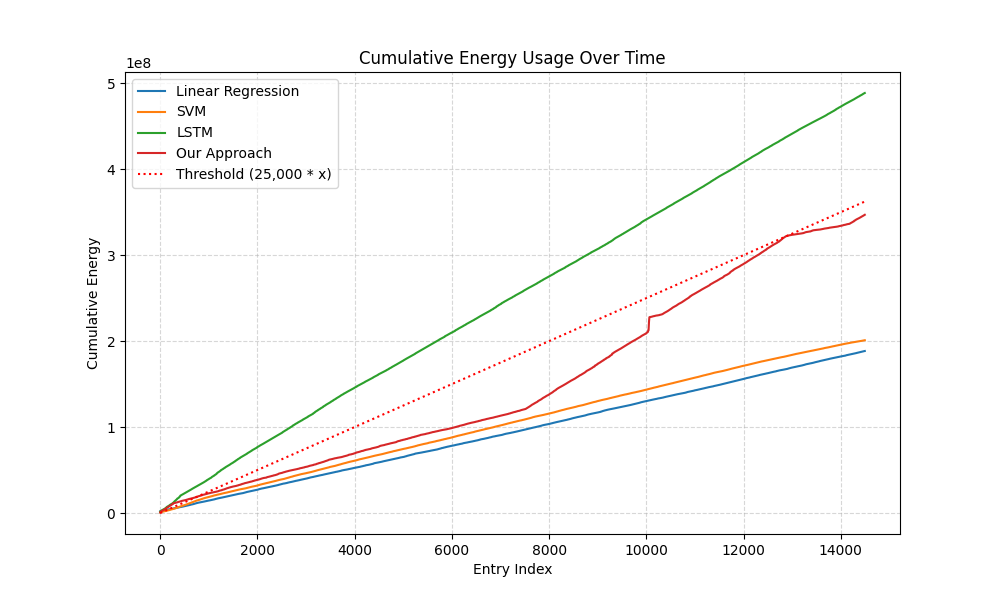 Cumulative Energy Usage Over Time
1e8
Linear Regression
SVM
LSTM
Our Approach
Threshold (25,000 * x)
Cumulative Energy
5
4
3
2
1
0
0 2000 4000 6000 8000 10000 12000 14000
Entry Index